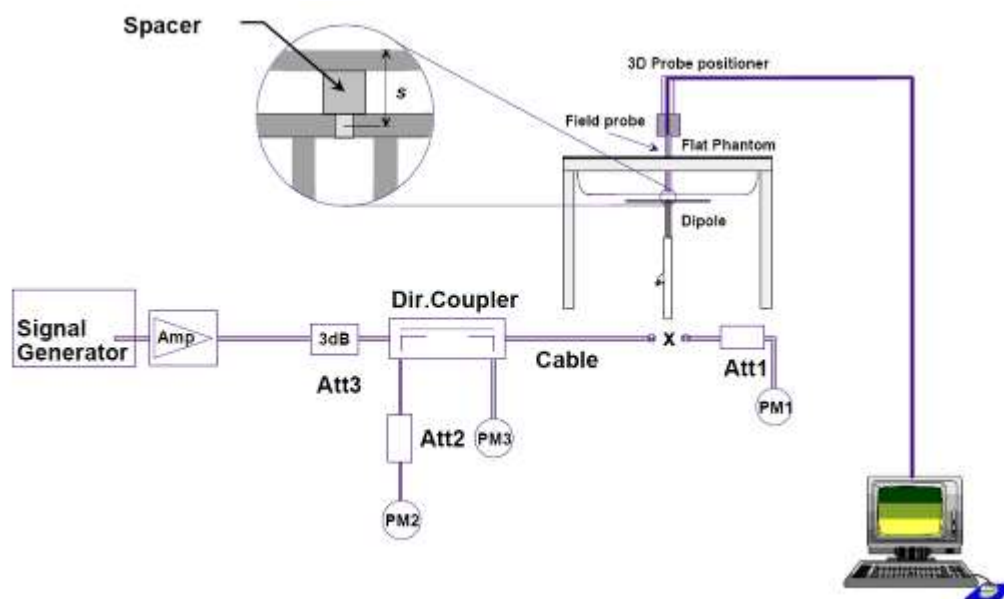 Spacer
s
3D Probe positioner
Field probe
Flat Phantom
Dipole
Dir.Coupler
Signal
Generator
Amp
3dB
Att3
Cable
x
Att1
PM1
Att2
PM3
PM2